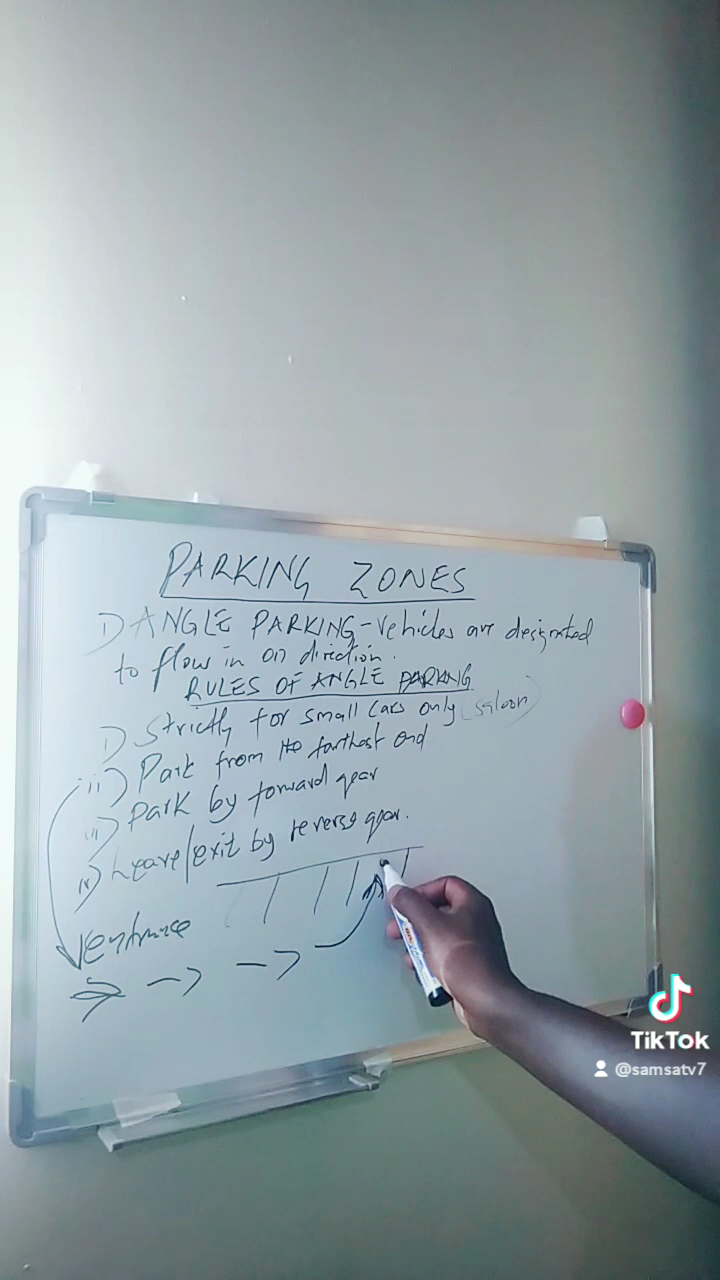 PARKING ZONES
1) ANGLE PARKING - Vehicles are designated
to flow in on direction.
RULES OF ANGLE PARKING
i) Strictly for small cars only (saloon)
ii) Park from the farthest end
iii) Park by forward gear
iv) Leave/exit by reverse gear.
entrance
TikTok
@samsatv7